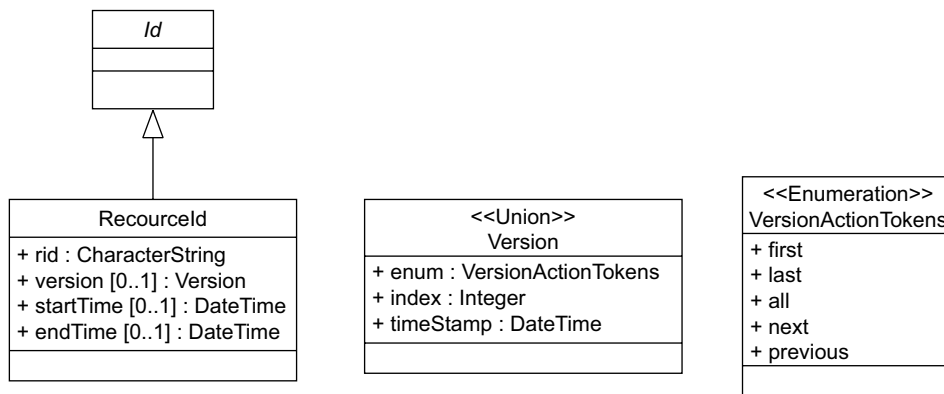 Id
RecourceId
+ rid : CharacterString
+ version [0..1] : Version
+ startTime [0..1] : DateTime
+ endTime [0..1] : DateTime
<<Union>>
Version
+ enum : VersionActionTokens
+ index : Integer
+ timeStamp : DateTime
<<Enumeration>>
VersionActionTokens
+ first
+ last
+ all
+ next
+ previous